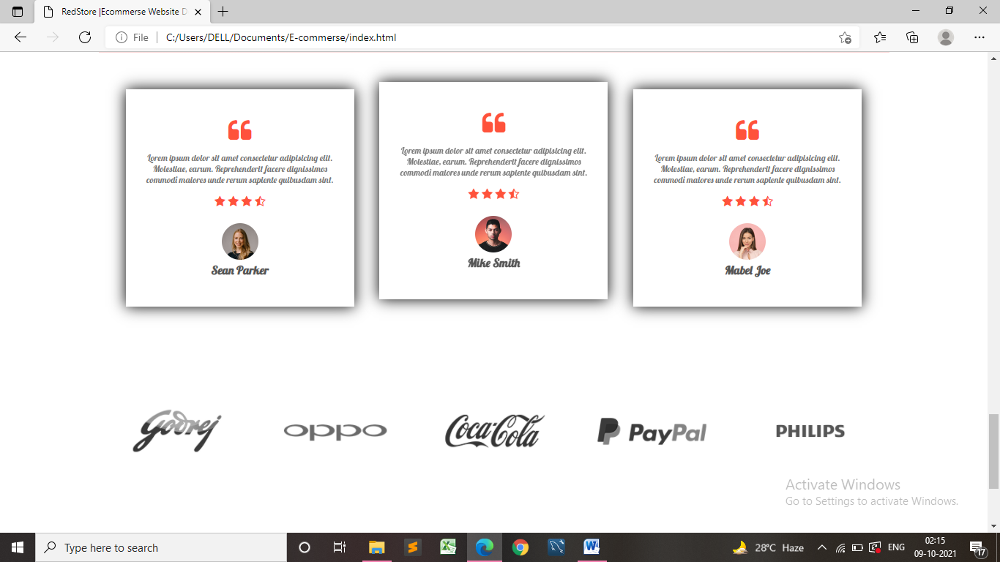 RedStore |Ecommerse Website D
File
C:/Users/DELL/Documents/E-commerse/index.html
Lorem ipsum dolor sit amet consectetur adipisicing elit.
Molestiae, earum. Reprehenderit facere dignissimos
commodi maiores unde rerum sapiente quibusdam sint.
Sean Parker
Lorem ipsum dolor sit amet consectetur adipisicing elit.
Molestiae, earum. Reprehenderit facere dignissimos
commodi maiores unde rerum sapiente quibusdam sint.
Mike Smith
Lorem ipsum dolor sit amet consectetur adipisicing elit.
Molestiae, earum. Reprehenderit facere dignissimos
commodi maiores unde rerum sapiente quibusdam sint.
Mabel Joe
Godrej
oppo
Coca-Cola
PayPal
PHILIPS
Activate Windows
Go to Settings to activate Windows.
Type here to search
28°C Haze
ENG
02:15
09-10-2021
17